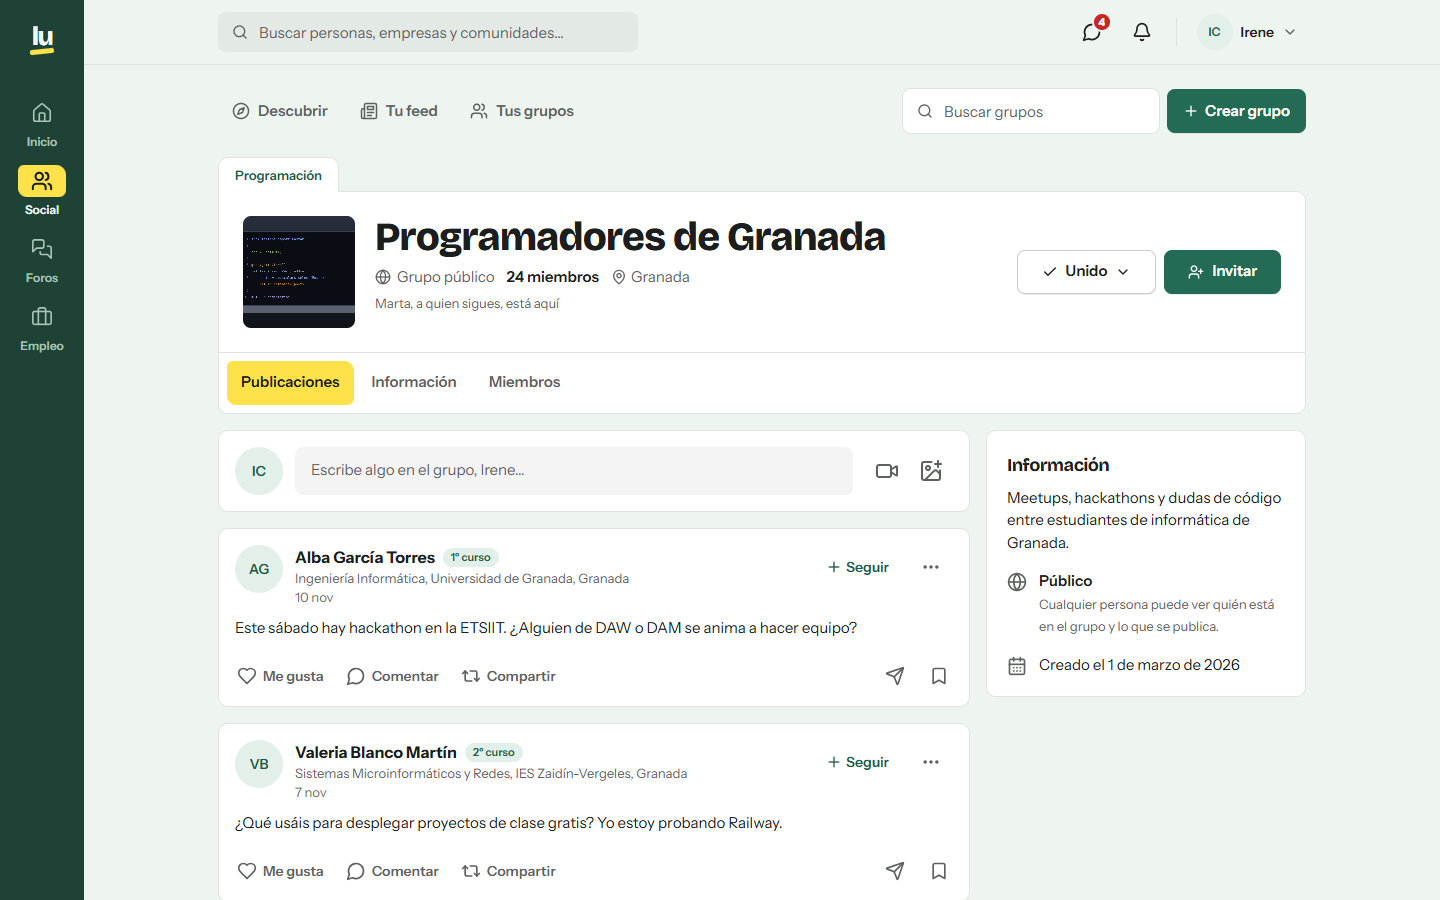 lu
Buscar personas, empresas y comunidades...
4
IC
Irene
Inicio
Social
Foros
Empleo
Descubrir
Tu feed
Tus grupos
Buscar grupos
Crear grupo
Programación
Programadores de Granada
Grupo público 24 miembros Granada
Marta, a quien sigues, está aquí
Unido
Invitar
Publicaciones
Información
Miembros
IC
Escribe algo en el grupo, Irene...
AG
Alba García Torres 1º curso
Ingeniería Informática, Universidad de Granada, Granada
10 nov
Seguir
Este sábado hay hackathon en la ETSIIT. ¿Alguien de DAW o DAM se anima a hacer equipo?
Me gusta
Comentar
Compartir
VB
Valeria Blanco Martín 2º curso
Sistemas Microinformáticos y Redes, IES Zaidín-Vergeles, Granada
7 nov
Seguir
¿Qué usáis para desplegar proyectos de clase gratis? Yo estoy probando Railway.
Me gusta
Comentar
Compartir
Información
Meetups, hackathons y dudas de código
entre estudiantes de informática de
Granada.
Público
Cualquier persona puede ver quién está
en el grupo y lo que se publica.
Creado el 1 de marzo de 2026